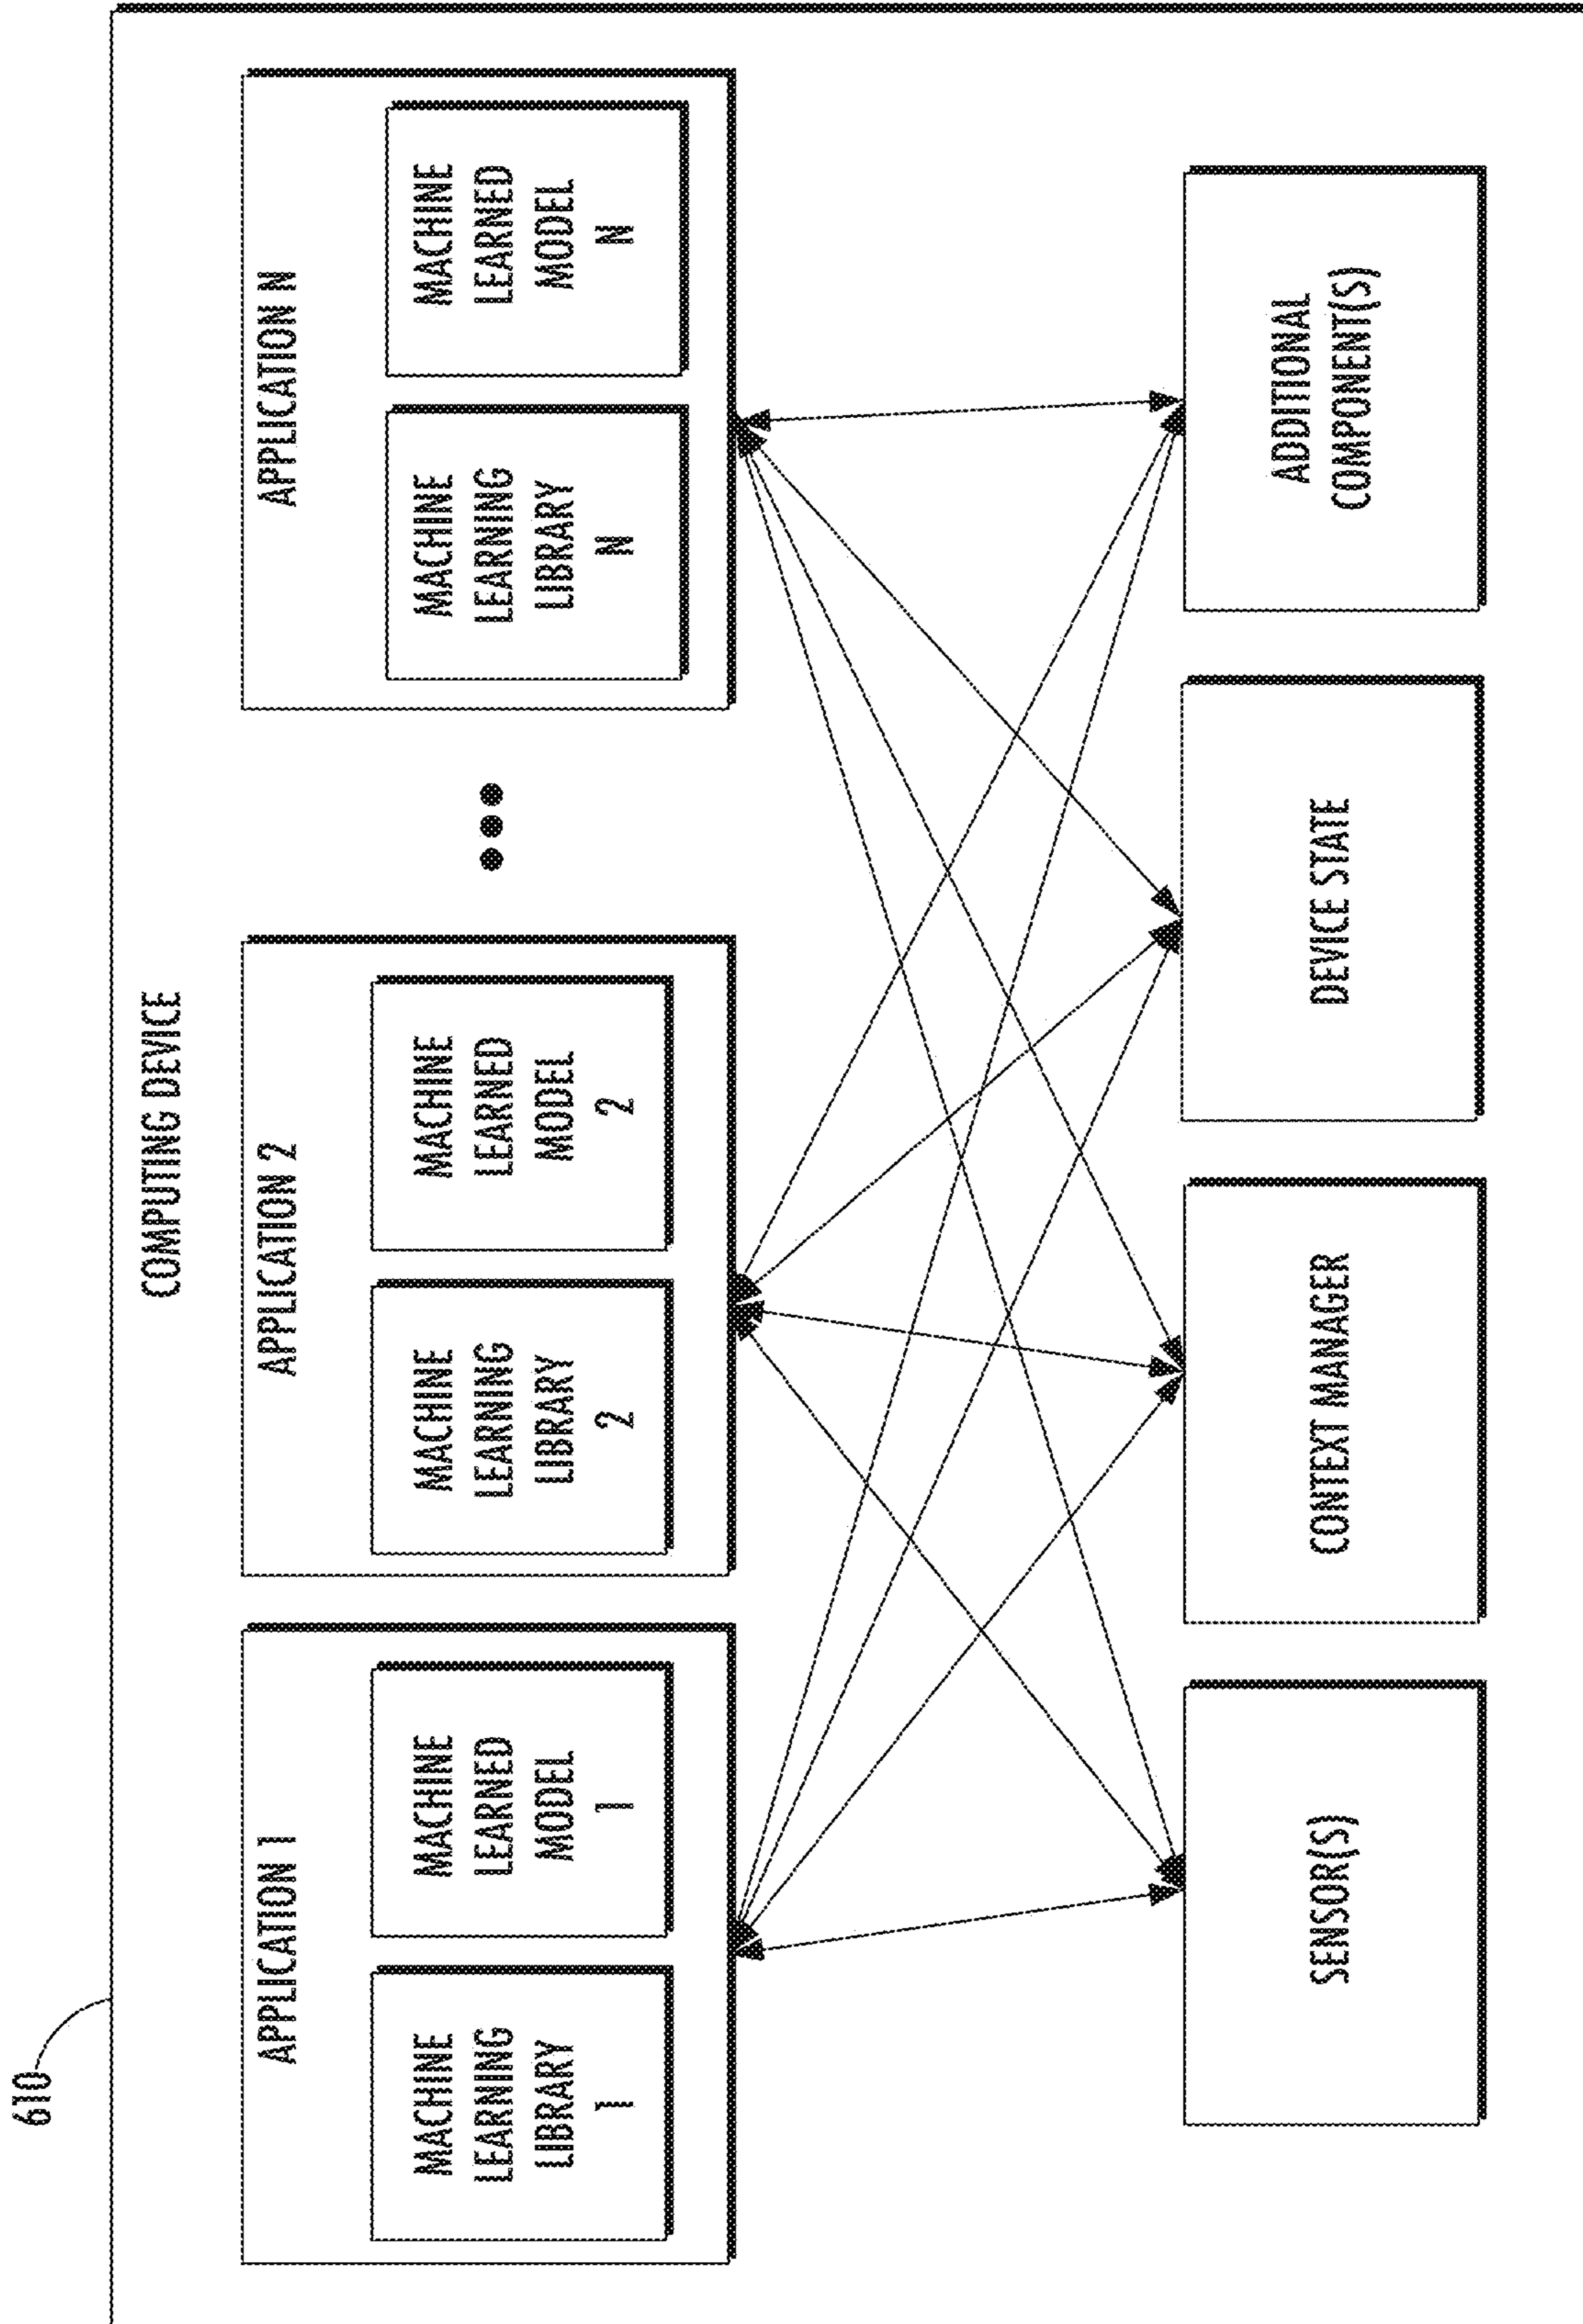 610
COMPUTING DEVICE
APPLICATION 1
MACHINE
LEARNING
LIBRARY
1
MACHINE
LEARNED
MODEL
1
APPLICATION 2
MACHINE
LEARNING
LIBRARY
2
MACHINE
LEARNED
MODEL
2
APPLICATION N
MACHINE
LEARNING
LIBRARY
N
MACHINE
LEARNED
MODEL
N
SENSOR(S)
CONTEXT MANAGER
DEVICE STATE
ADDITIONAL
COMPONENT(S)